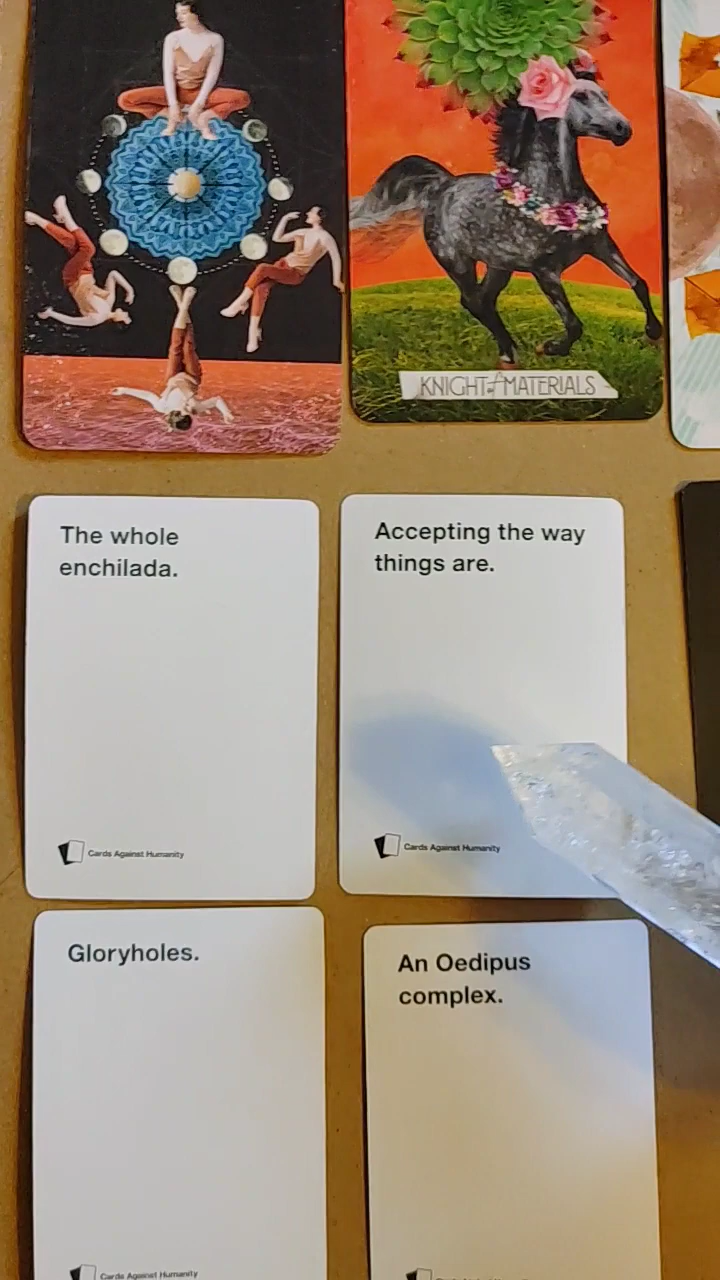 KNIGHT of MATERIALS
The whole
enchilada.
Accepting the way
things are.
Cards Against Humanity
Cards Against Humanity
Gloryholes.
An Oedipus
complex.
Cards Against Humanity